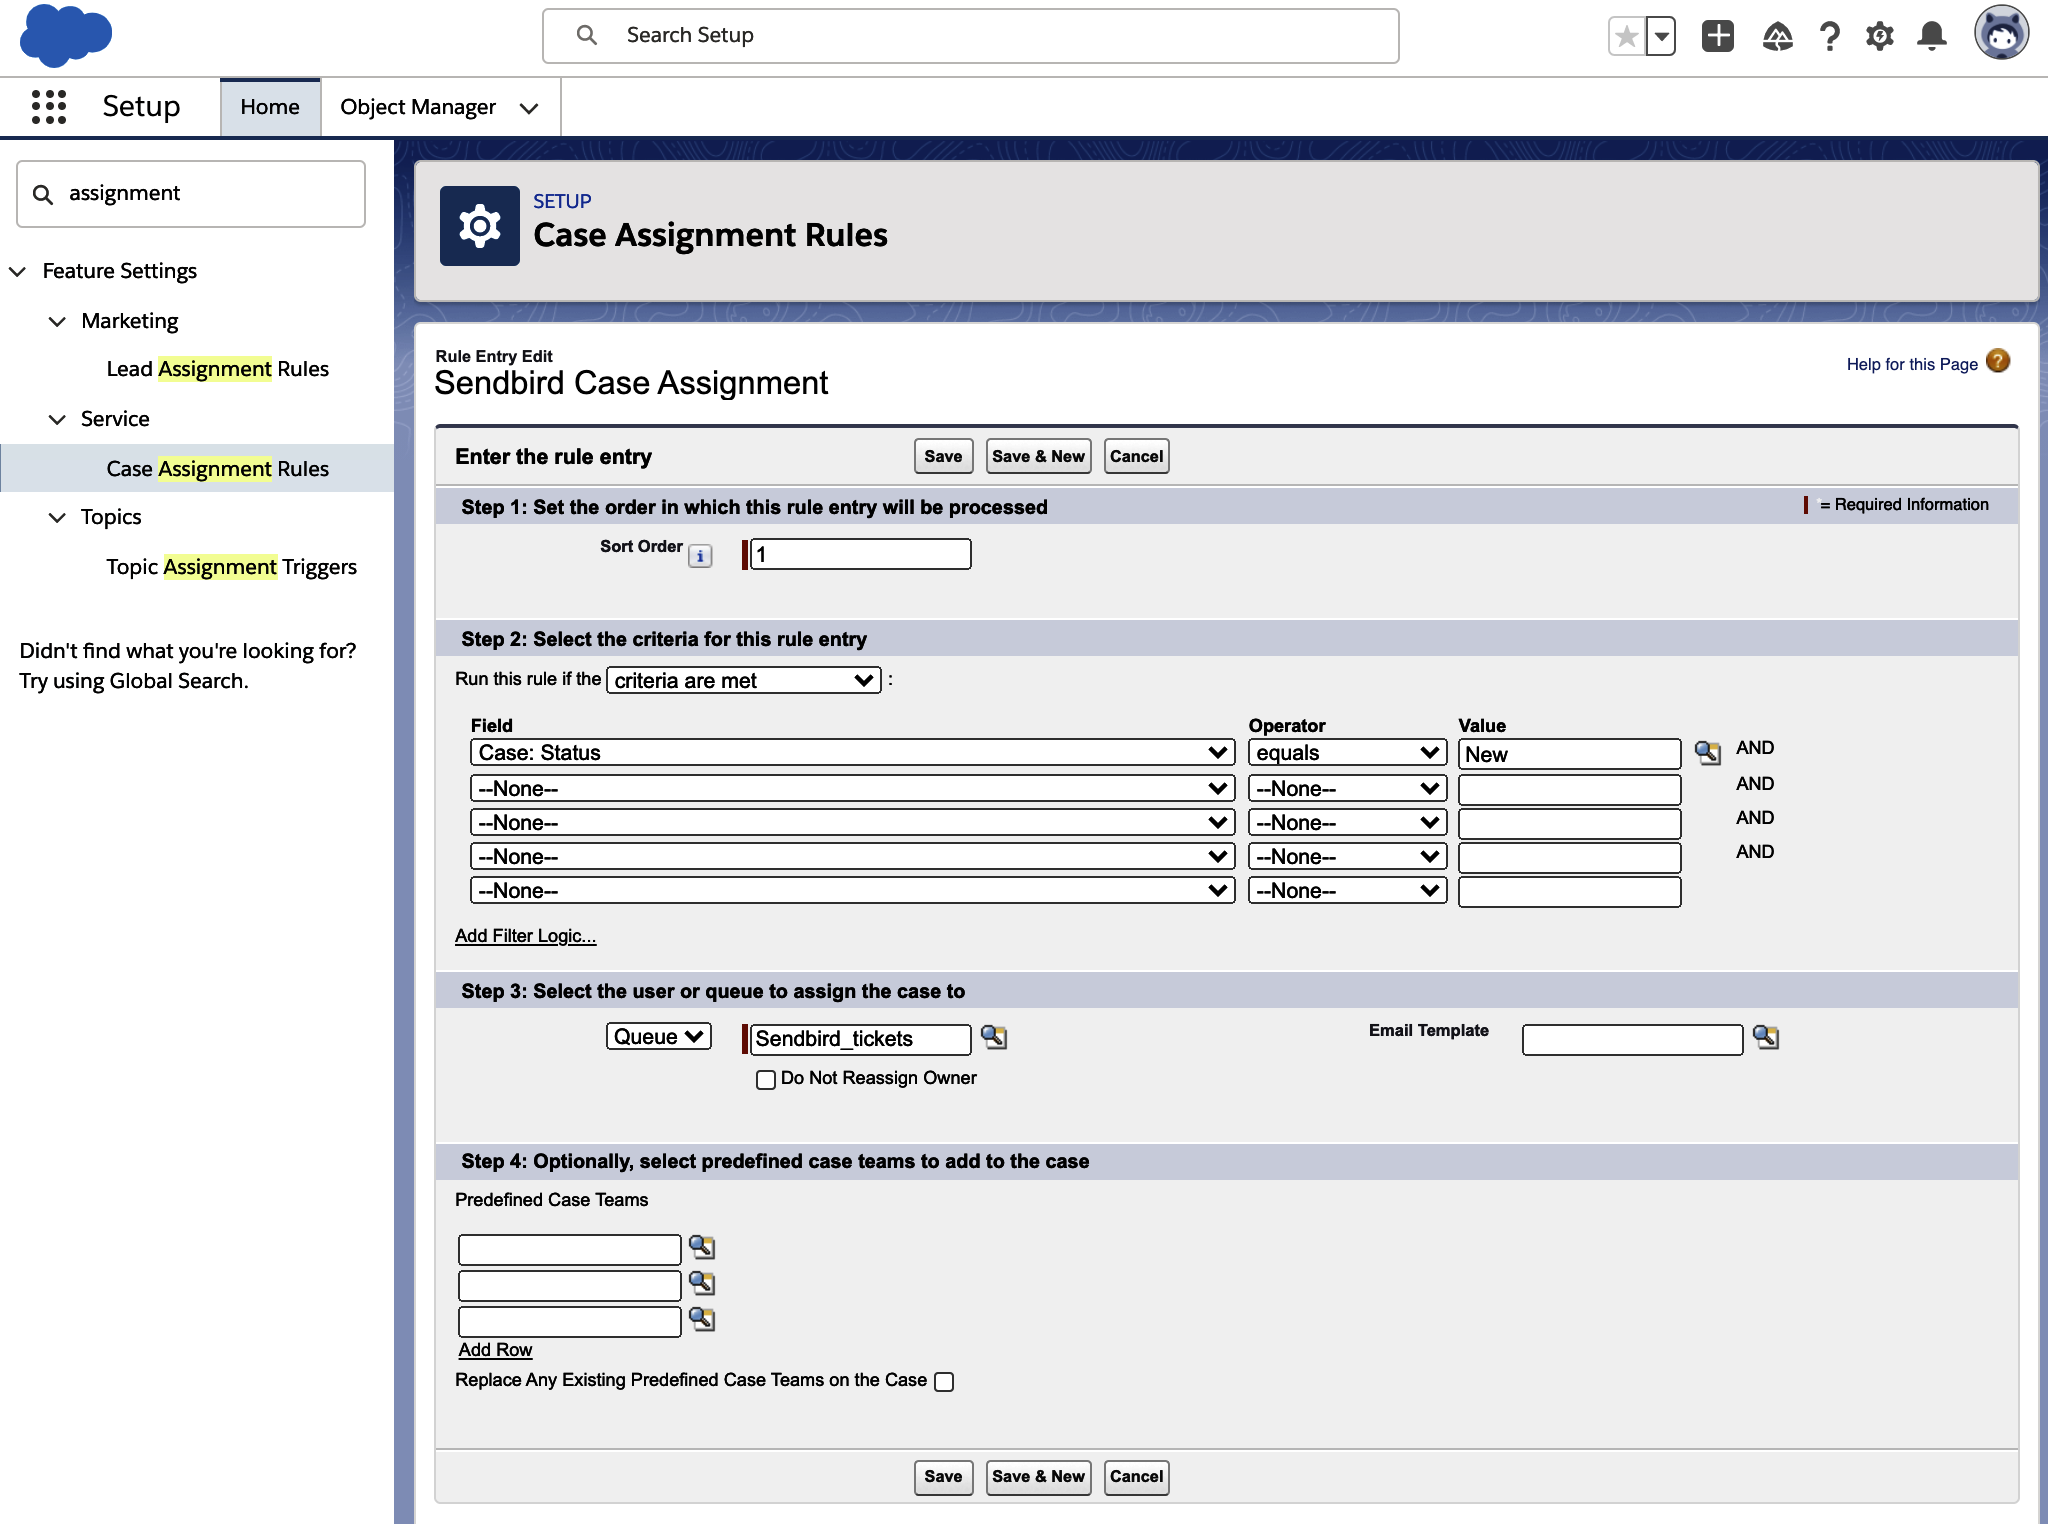 Search Setup
Setup
Home
Object Manager
assignment
Feature Settings
Marketing
Lead Assignment Rules
Service
Case Assignment Rules
Topics
Topic Assignment Triggers
Didn't find what you're looking for?
Try using Global Search.
SETUP
Case Assignment Rules
Rule Entry Edit
Sendbird Case Assignment
Help for this Page
Enter the rule entry
Save Save & New Cancel
Step 1: Set the order in which this rule entry will be processed
= Required Information
Sort Order 1
Step 2: Select the criteria for this rule entry
Run this rule if the criteria are met :
Field Operator Value
Case: Status equals New AND
--None-- --None-- AND
--None-- --None-- AND
--None-- --None-- AND
--None-- --None--
Add Filter Logic...
Step 3: Select the user or queue to assign the case to
Queue Sendbird_tickets Email Template
Do Not Reassign Owner
Step 4: Optionally, select predefined case teams to add to the case
Predefined Case Teams
Add Row
Replace Any Existing Predefined Case Teams on the Case
Save Save & New Cancel